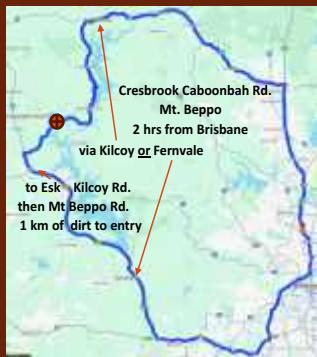 Cresbrook Caboonbah Rd.
Mt. Beppo
2 hrs from Brisbane
via Kilcoy or Fernvale
to Esk Kilcoy Rd.
then Mt Beppo Rd.
1 km of dirt to entry